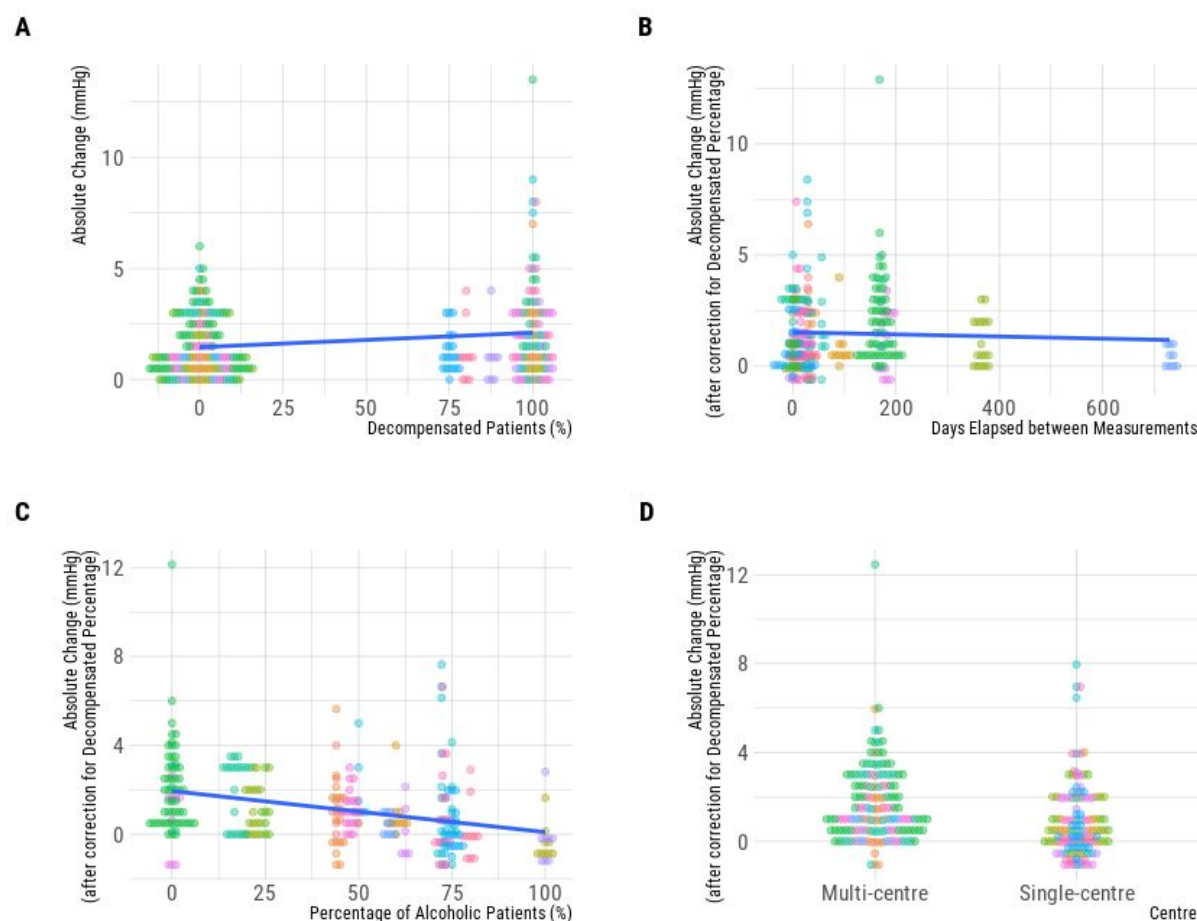 A
Absolute Change (mmHg)
10
5
0
0 25 50 75 100
Decompensated Patients (%)
B
Absolute Change (mmHg)
(after correction for Decompensated Percentage)
10
5
0
0 200 400 600
Days Elapsed between Measurements
C
Absolute Change (mmHg)
(after correction for Decompensated Percentage)
12
8
4
0
0 25 50 75 100
Percentage of Alcoholic Patients (%)
D
Absolute Change (mmHg)
(after correction for Decompensated Percentage)
12
8
4
0
Multi-centre Single-centre
Centre